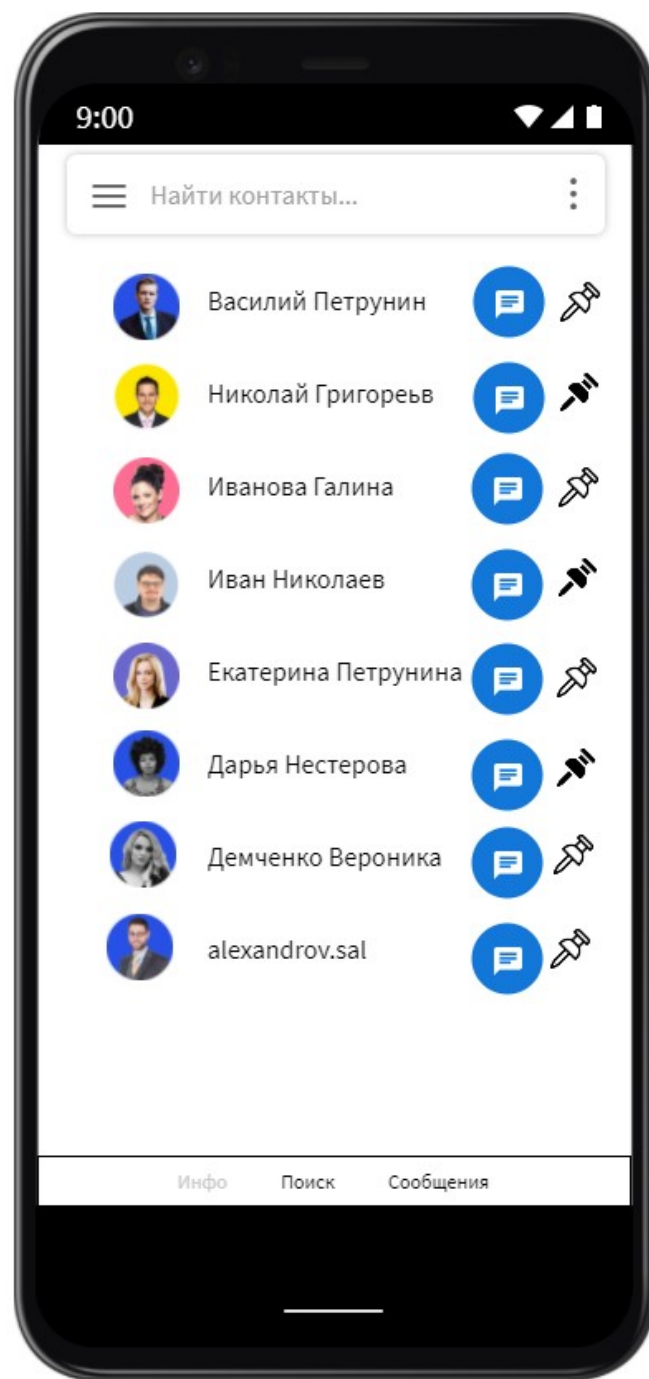 9:00
Найти контакты...
Василий Петрунин
Николай Григореьв
Иванова Галина
Иван Николаев
Екатерина Петрунина
Дарья Нестерова
Демченко Вероника
alexandrov.sal
Инфо Поиск Сообщения